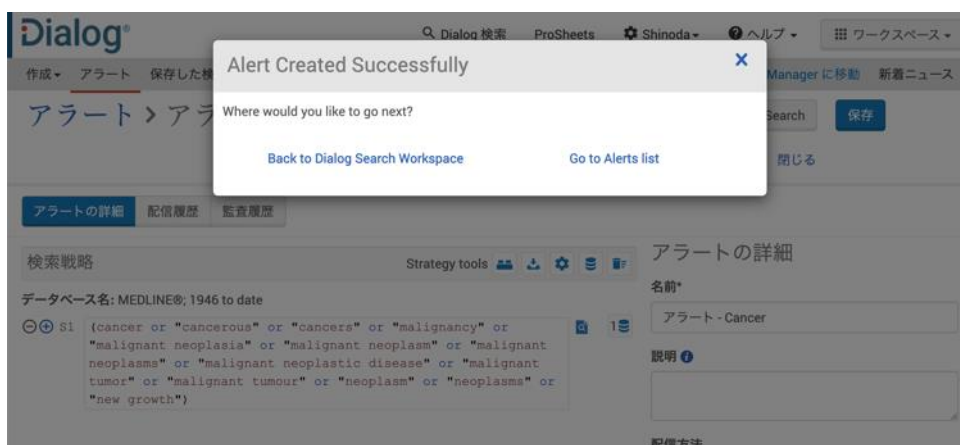 Dialog®
Dialog 検索 ProSheets Shinoda ヘルプ ワークスペース
作成 アラート 保存した検
Manager に移動 新着ニュース
Alert Created Successfully ×
Where would you like to go next?
Back to Dialog Search Workspace Go to Alerts list
アラート > アラ
Search 保存
閉じる
アラートの詳細 配信履歴 監査履歴
検索戦略 Strategy tools
データベース名: MEDLINE®; 1946 to date
S1 (cancer or "cancerous" or "cancers" or "malignancy" or
"malignant neoplasia" or "malignant neoplasm" or "malignant
neoplasms" or "malignant neoplastic disease" or "malignant
tumor" or "malignant tumour" or "neoplasm" or "neoplasms" or
"new growth")
1
アラートの詳細
名前*
アラート - Cancer
説明
配信方法